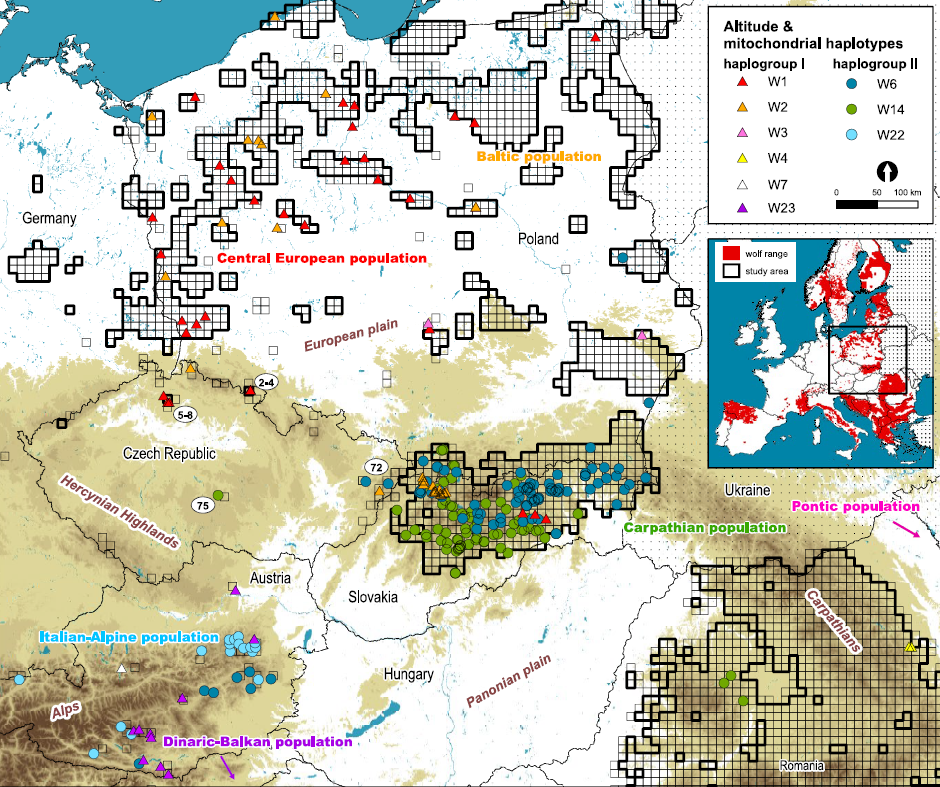 Altitude &
mitochondrial haplotypes
haplogroup I
haplogroup II
W1
W6
W2
W14
W3
W22
W4
W7
W23
0 50 100 km
wolf range
study area
Baltic population
Germany
Poland
Central European population
European plain
2-4
5-8
Czech Republic
72
75
Hercynian Highlands
Ukraine
Pontic population
Carpathian population
Austria
Slovakia
Carpathians
Italian-Alpine population
Hungary
Panonian plain
Alps
Dinaric-Balkan population
Romania